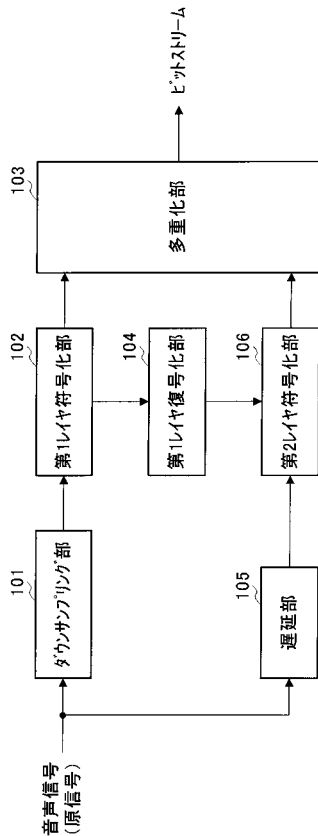 音声信号
(原信号)
101
ダウンサンプリング部
102
第1レイヤ符号化部
103
多重化部
ビットストリーム
104
第1レイヤ復号化部
105
遅延部
106
第2レイヤ符号化部